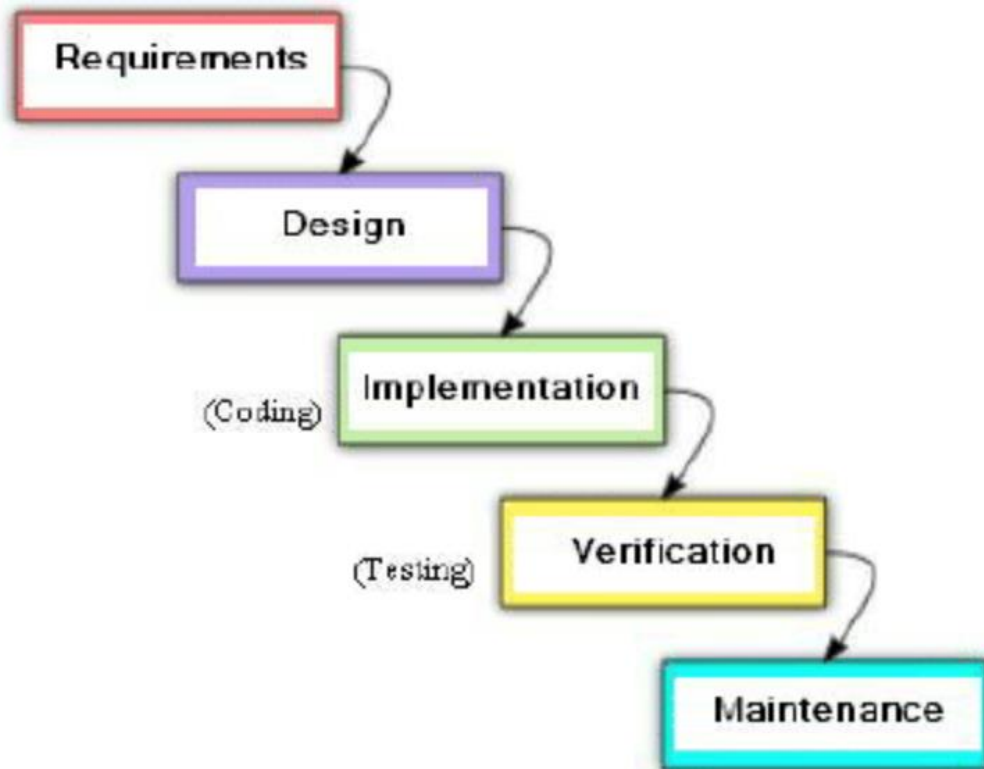 Requirements
Design
Implementation
(Coding)
Verification
(Testing)
Maintenance